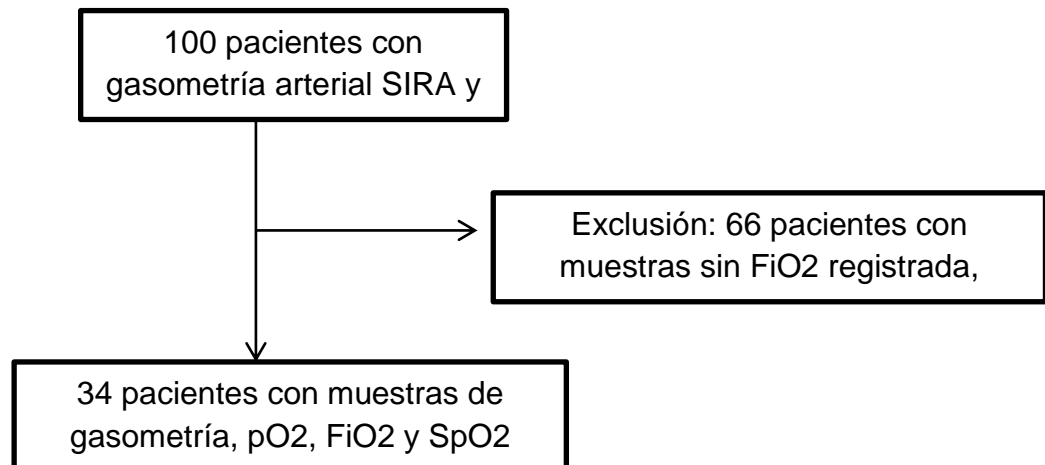 100 pacientes con
gasometría arterial SIRA y
Exclusión: 66 pacientes con
muestras sin FiO2 registrada,
34 pacientes con muestras de
gasometría, pO2, FiO2 y SpO2